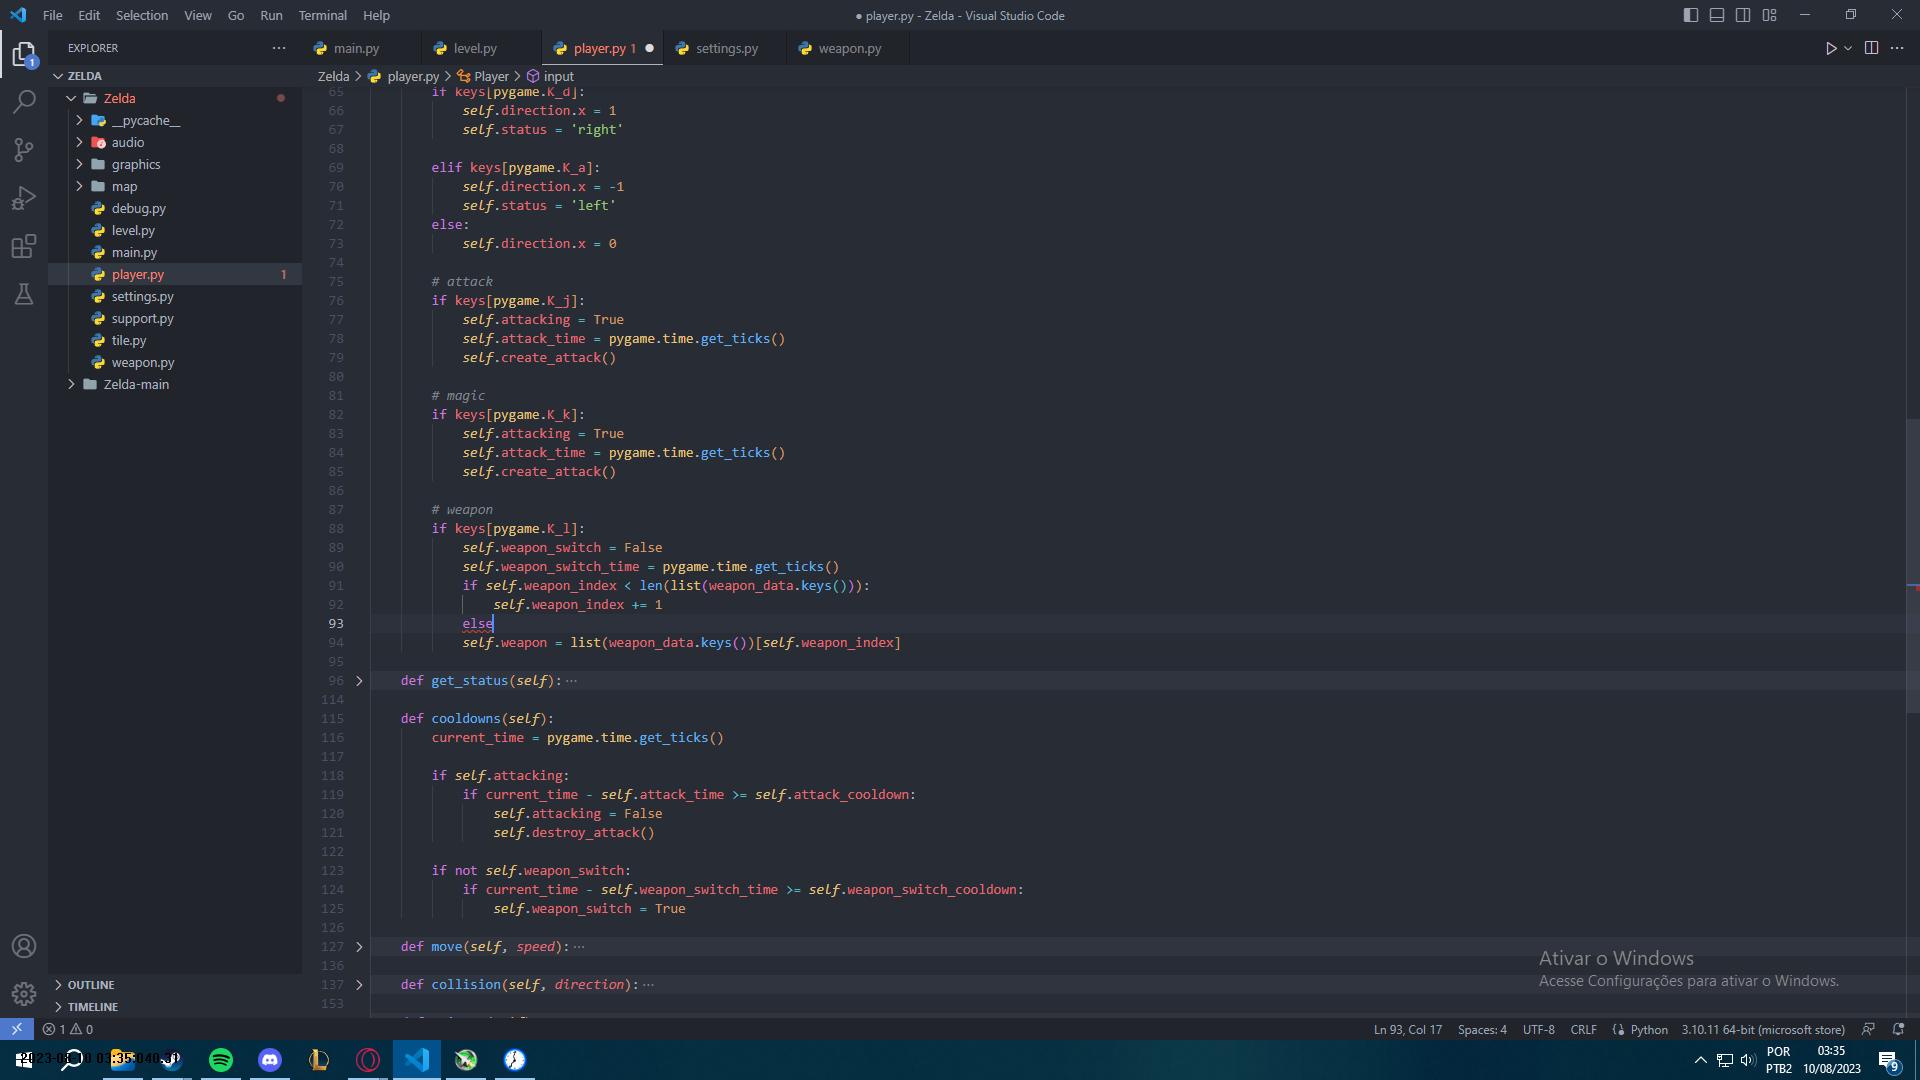 File Edit Selection View Go Run Terminal Help
● player.py - Zelda - Visual Studio Code
EXPLORER ···
main.py level.py player.py 1 ● settings.py weapon.py
ZELDA
Zelda > player.py > Player > input
Zelda
__pycache__
audio
graphics
map
debug.py
level.py
main.py
player.py 1
settings.py
support.py
tile.py
weapon.py
Zelda-main
OUTLINE
TIMELINE
65 if keys[pygame.K_d]:
66 self.direction.x = 1
67 self.status = 'right'
68
69 elif keys[pygame.K_a]:
70 self.direction.x = -1
71 self.status = 'left'
72 else:
73 self.direction.x = 0
74
75 # attack
76 if keys[pygame.K_j]:
77 self.attacking = True
78 self.attack_time = pygame.time.get_ticks()
79 self.create_attack()
80
81 # magic
82 if keys[pygame.K_k]:
83 self.attacking = True
84 self.attack_time = pygame.time.get_ticks()
85 self.create_attack()
86
87 # weapon
88 if keys[pygame.K_l]:
89 self.weapon_switch = False
90 self.weapon_switch_time = pygame.time.get_ticks()
91 if self.weapon_index < len(list(weapon_data.keys())):
92 self.weapon_index += 1
93 else
94 self.weapon = list(weapon_data.keys())[self.weapon_index]
95
96 def get_status(self): ···
114
115 def cooldowns(self):
116 current_time = pygame.time.get_ticks()
117
118 if self.attacking:
119 if current_time - self.attack_time >= self.attack_cooldown:
120 self.attacking = False
121 self.destroy_attack()
122
123 if not self.weapon_switch:
124 if current_time - self.weapon_switch_time >= self.weapon_switch_cooldown:
125 self.weapon_switch = True
126
127 def move(self, speed): ···
136
137 def collision(self, direction): ···
153
Ativar o Windows
Acesse Configurações para ativar o Windows.
1 0
Ln 93, Col 17 Spaces: 4 UTF-8 CRLF Python 3.10.11 64-bit (microsoft store)
POR
PTB2
03:35
10/08/2023
9